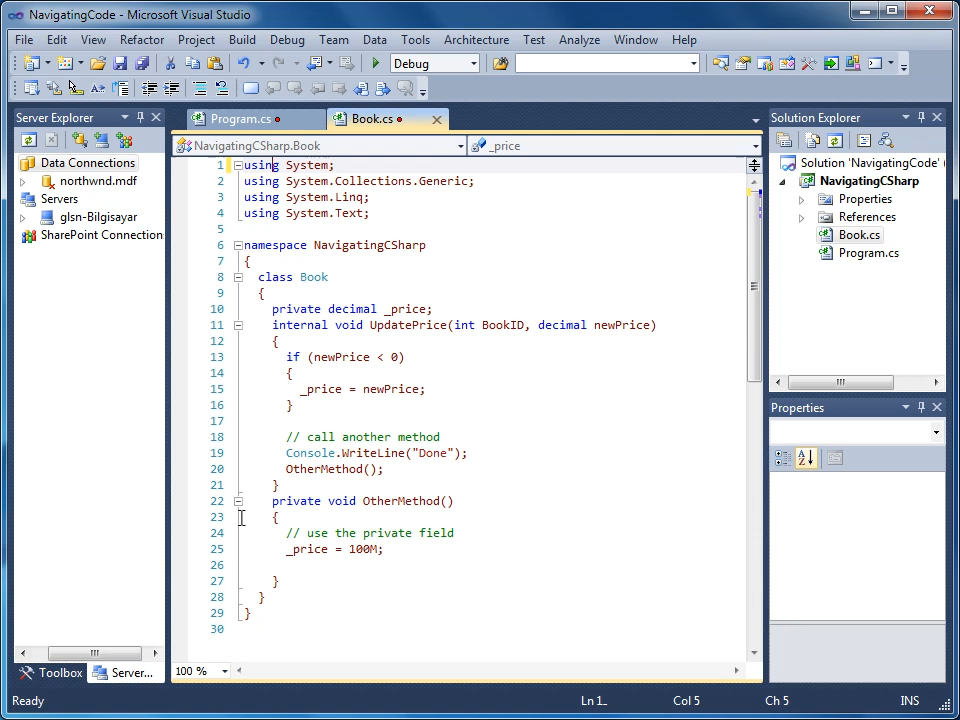 NavigatingCode - Microsoft Visual Studio
File Edit View Refactor Project Build Debug Team Data Tools Architecture Test Analyze Window Help
Debug
Server Explorer
Data Connections
northwnd.mdf
Servers
glsn-Bilgisayar
SharePoint Connection
Toolbox Server...
Program.cs Book.cs
NavigatingCSharp.Book _price
1 using System;
2 using System.Collections.Generic;
3 using System.Linq;
4 using System.Text;
5
6 namespace NavigatingCSharp
7 {
8 class Book
9 {
10 private decimal _price;
11 internal void UpdatePrice(int BookID, decimal newPrice)
12 {
13 if (newPrice < 0)
14 {
15 _price = newPrice;
16 }
17
18 // call another method
19 Console.WriteLine("Done");
20 OtherMethod();
21 }
22 private void OtherMethod()
23 {
24 // use the private field
25 _price = 100M;
26
27 }
28 }
29 }
30
100 %
Solution Explorer
Solution 'NavigatingCode' (
NavigatingCSharp
Properties
References
Book.cs
Program.cs
Properties
Ready Ln 1 Col 5 Ch 5 INS